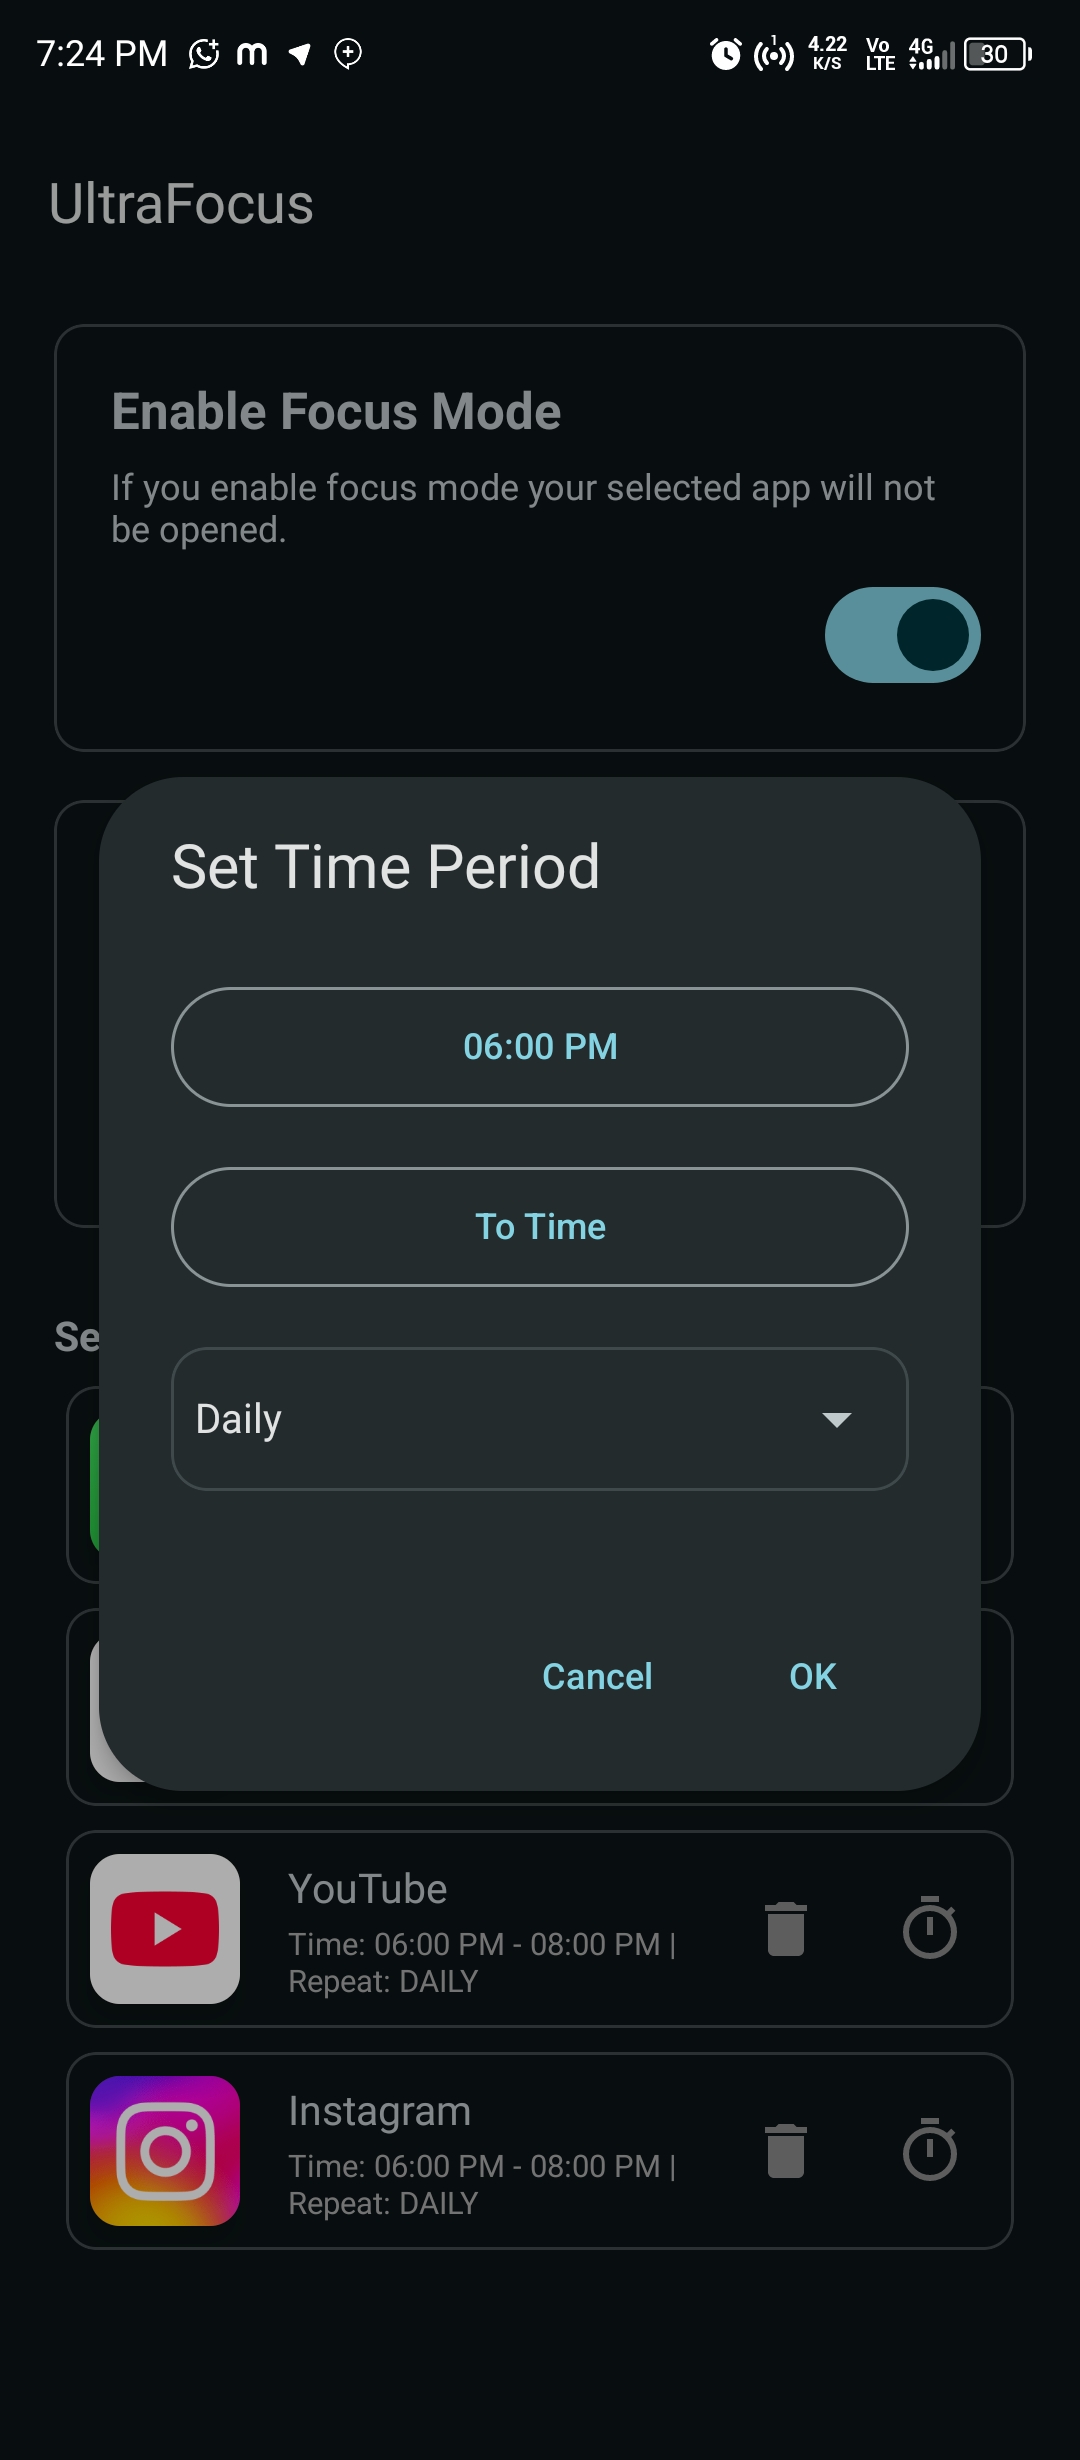 7:24 PM
1
4.22
K/S
Vo
LTE
4G
30
UltraFocus
Enable Focus Mode
If you enable focus mode your selected app will not
be opened.
Set Time Period
06:00 PM
To Time
Se
Daily
Cancel
OK
YouTube
Time: 06:00 PM - 08:00 PM |
Repeat: DAILY
Instagram
Time: 06:00 PM - 08:00 PM |
Repeat: DAILY